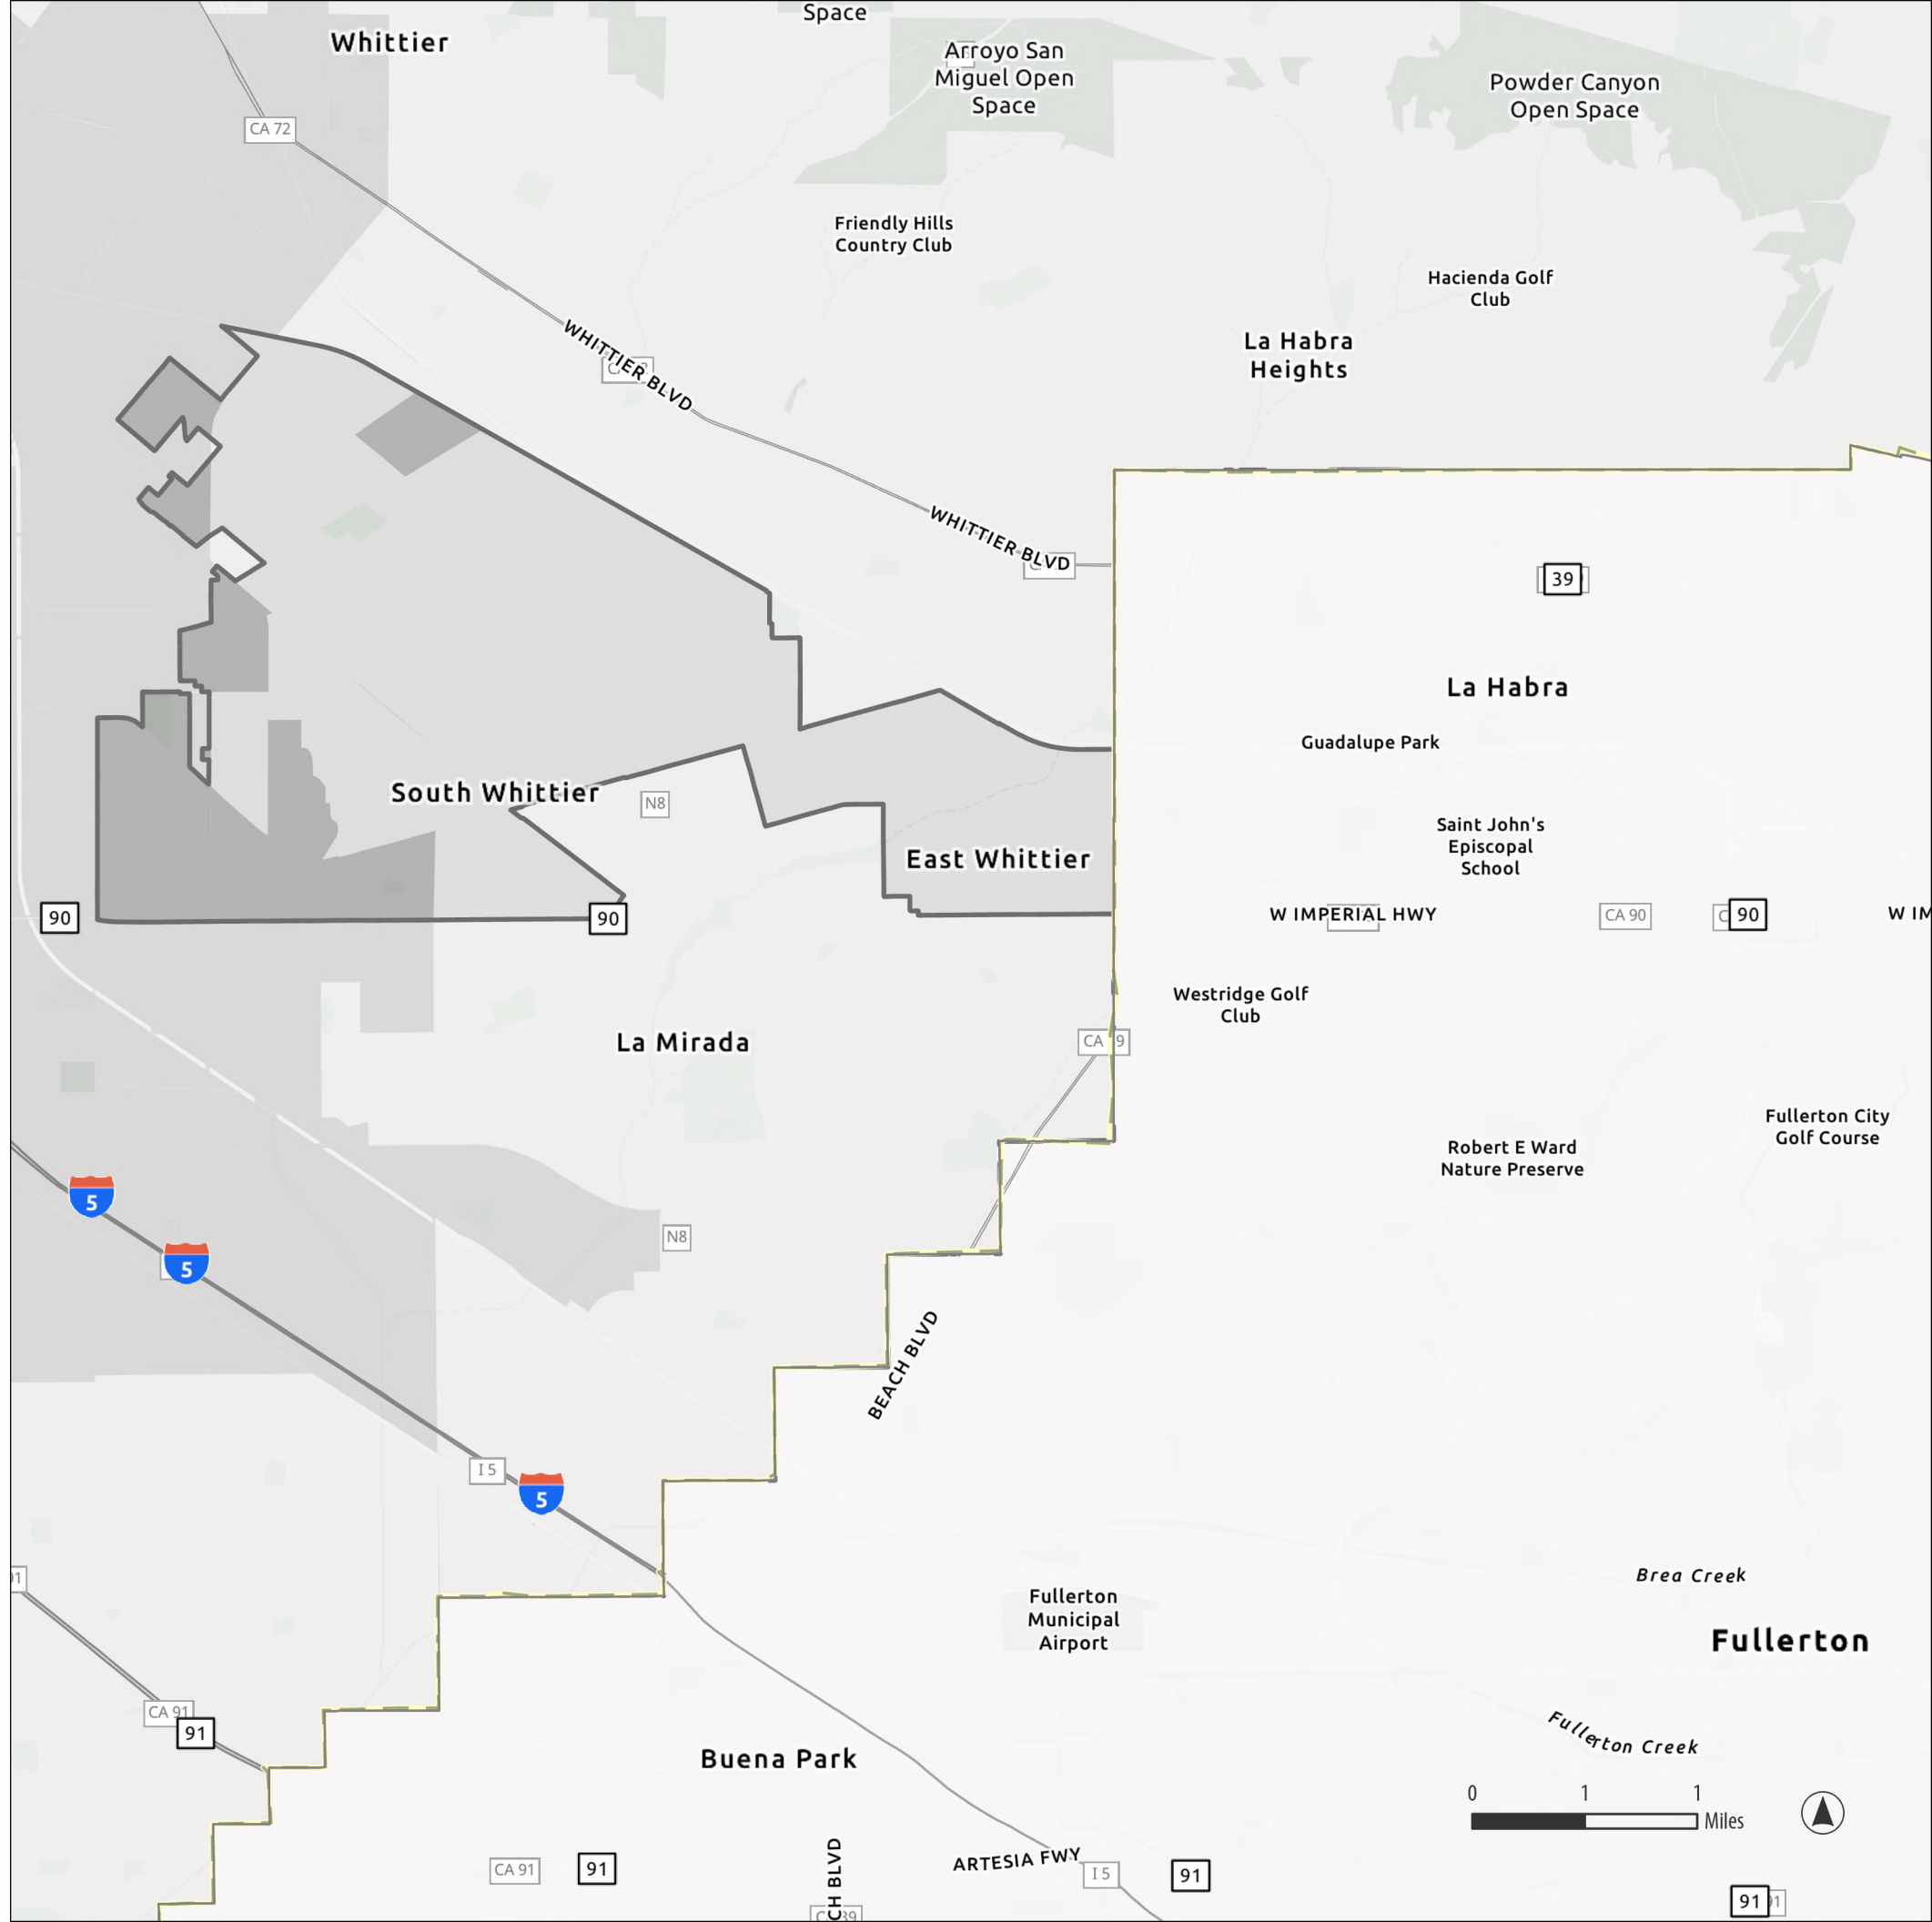 Space
Whittier
Arroyo San
Miguel Open
Space
Powder Canyon
Open Space
CA 72
Friendly Hills
Country Club
Hacienda Golf
Club
WHITTIER BLVD
La Habra
Heights
WHITTIER BLVD
39
La Habra
Guadalupe Park
South Whittier
N8
Saint John's
Episcopal
School
East Whittier
90
90
W IMPERIAL HWY
CA 90
90
Westridge Golf
Club
La Mirada
CA 9
Fullerton City
Golf Course
Robert E Ward
Nature Preserve
5
N8
5
BEACH BLVD
I 5
5
Brea Creek
Fullerton
Municipal
Airport
Fullerton
CA 91
91
Fullerton Creek
Buena Park
0 1 1
Miles
ARTESIA FWY
CA 91
91
I 5
91
91